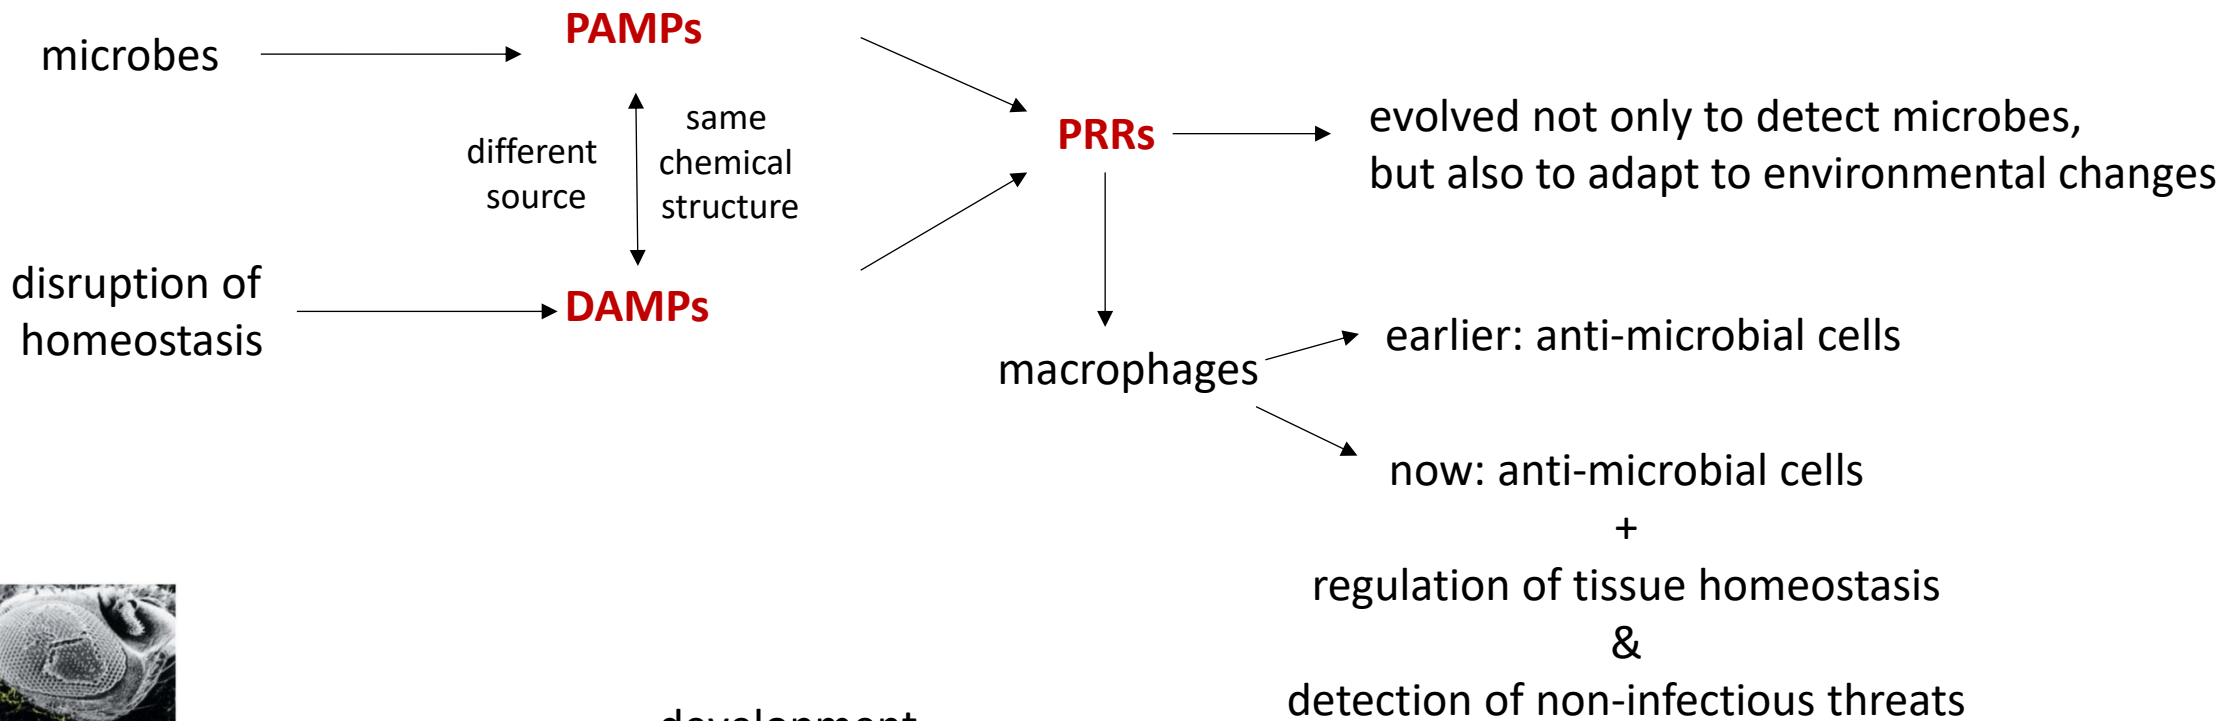 microbes
PAMPs
different
source
same
chemical
structure
disruption of
homeostasis
DAMPs
PRRs
evolved not only to detect microbes,
but also to adapt to environmental changes
macrophages
earlier: anti-microbial cells
now: anti-microbial cells
+
regulation of tissue homeostasis
&
detection of non-infectious threats
development